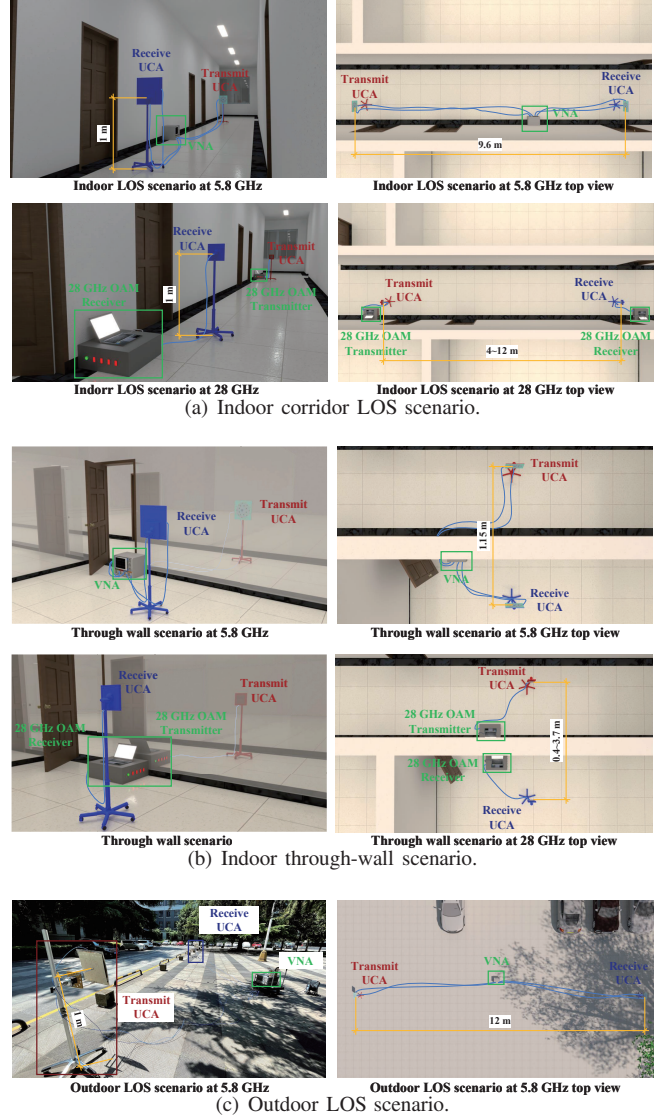 Receive
UCA
Transmit
UCA
VNA
1 m
Indoor LOS scenario at 5.8 GHz
Transmit
UCA
Receive
UCA
VNA
9.6 m
Indoor LOS scenario at 5.8 GHz top view
Receive
UCA
Transmit
UCA
28 GHz OAM
Receiver
28 GHz OAM
Transmitter
1 m
Indorr LOS scenario at 28 GHz
Transmit
UCA
Receive
UCA
28 GHz OAM
Transmitter
28 GHz OAM
Receiver
4~12 m
Indoor LOS scenario at 28 GHz top view
(a) Indoor corridor LOS scenario.
Receive
UCA
Transmit
UCA
VNA
Through wall scenario at 5.8 GHz
Transmit
UCA
1.15 m
VNA
Receive
UCA
Through wall scenario at 5.8 GHz top view
Receive
UCA
Transmit
UCA
28 GHz OAM
Receiver
28 GHz OAM
Transmitter
Through wall scenario
Transmit
UCA
28 GHz OAM
Transmitter
0.4~3.7 m
28 GHz OAM
Receiver
Receive
UCA
Through wall scenario at 28 GHz top view
(b) Indoor through-wall scenario.
Receive
UCA
VNA
Transmit
UCA
1 m
Outdoor LOS scenario at 5.8 GHz
Transmit
UCA
VNA
Receive
UCA
12 m
Outdoor LOS scenario at 5.8 GHz top view
(c) Outdoor LOS scenario.